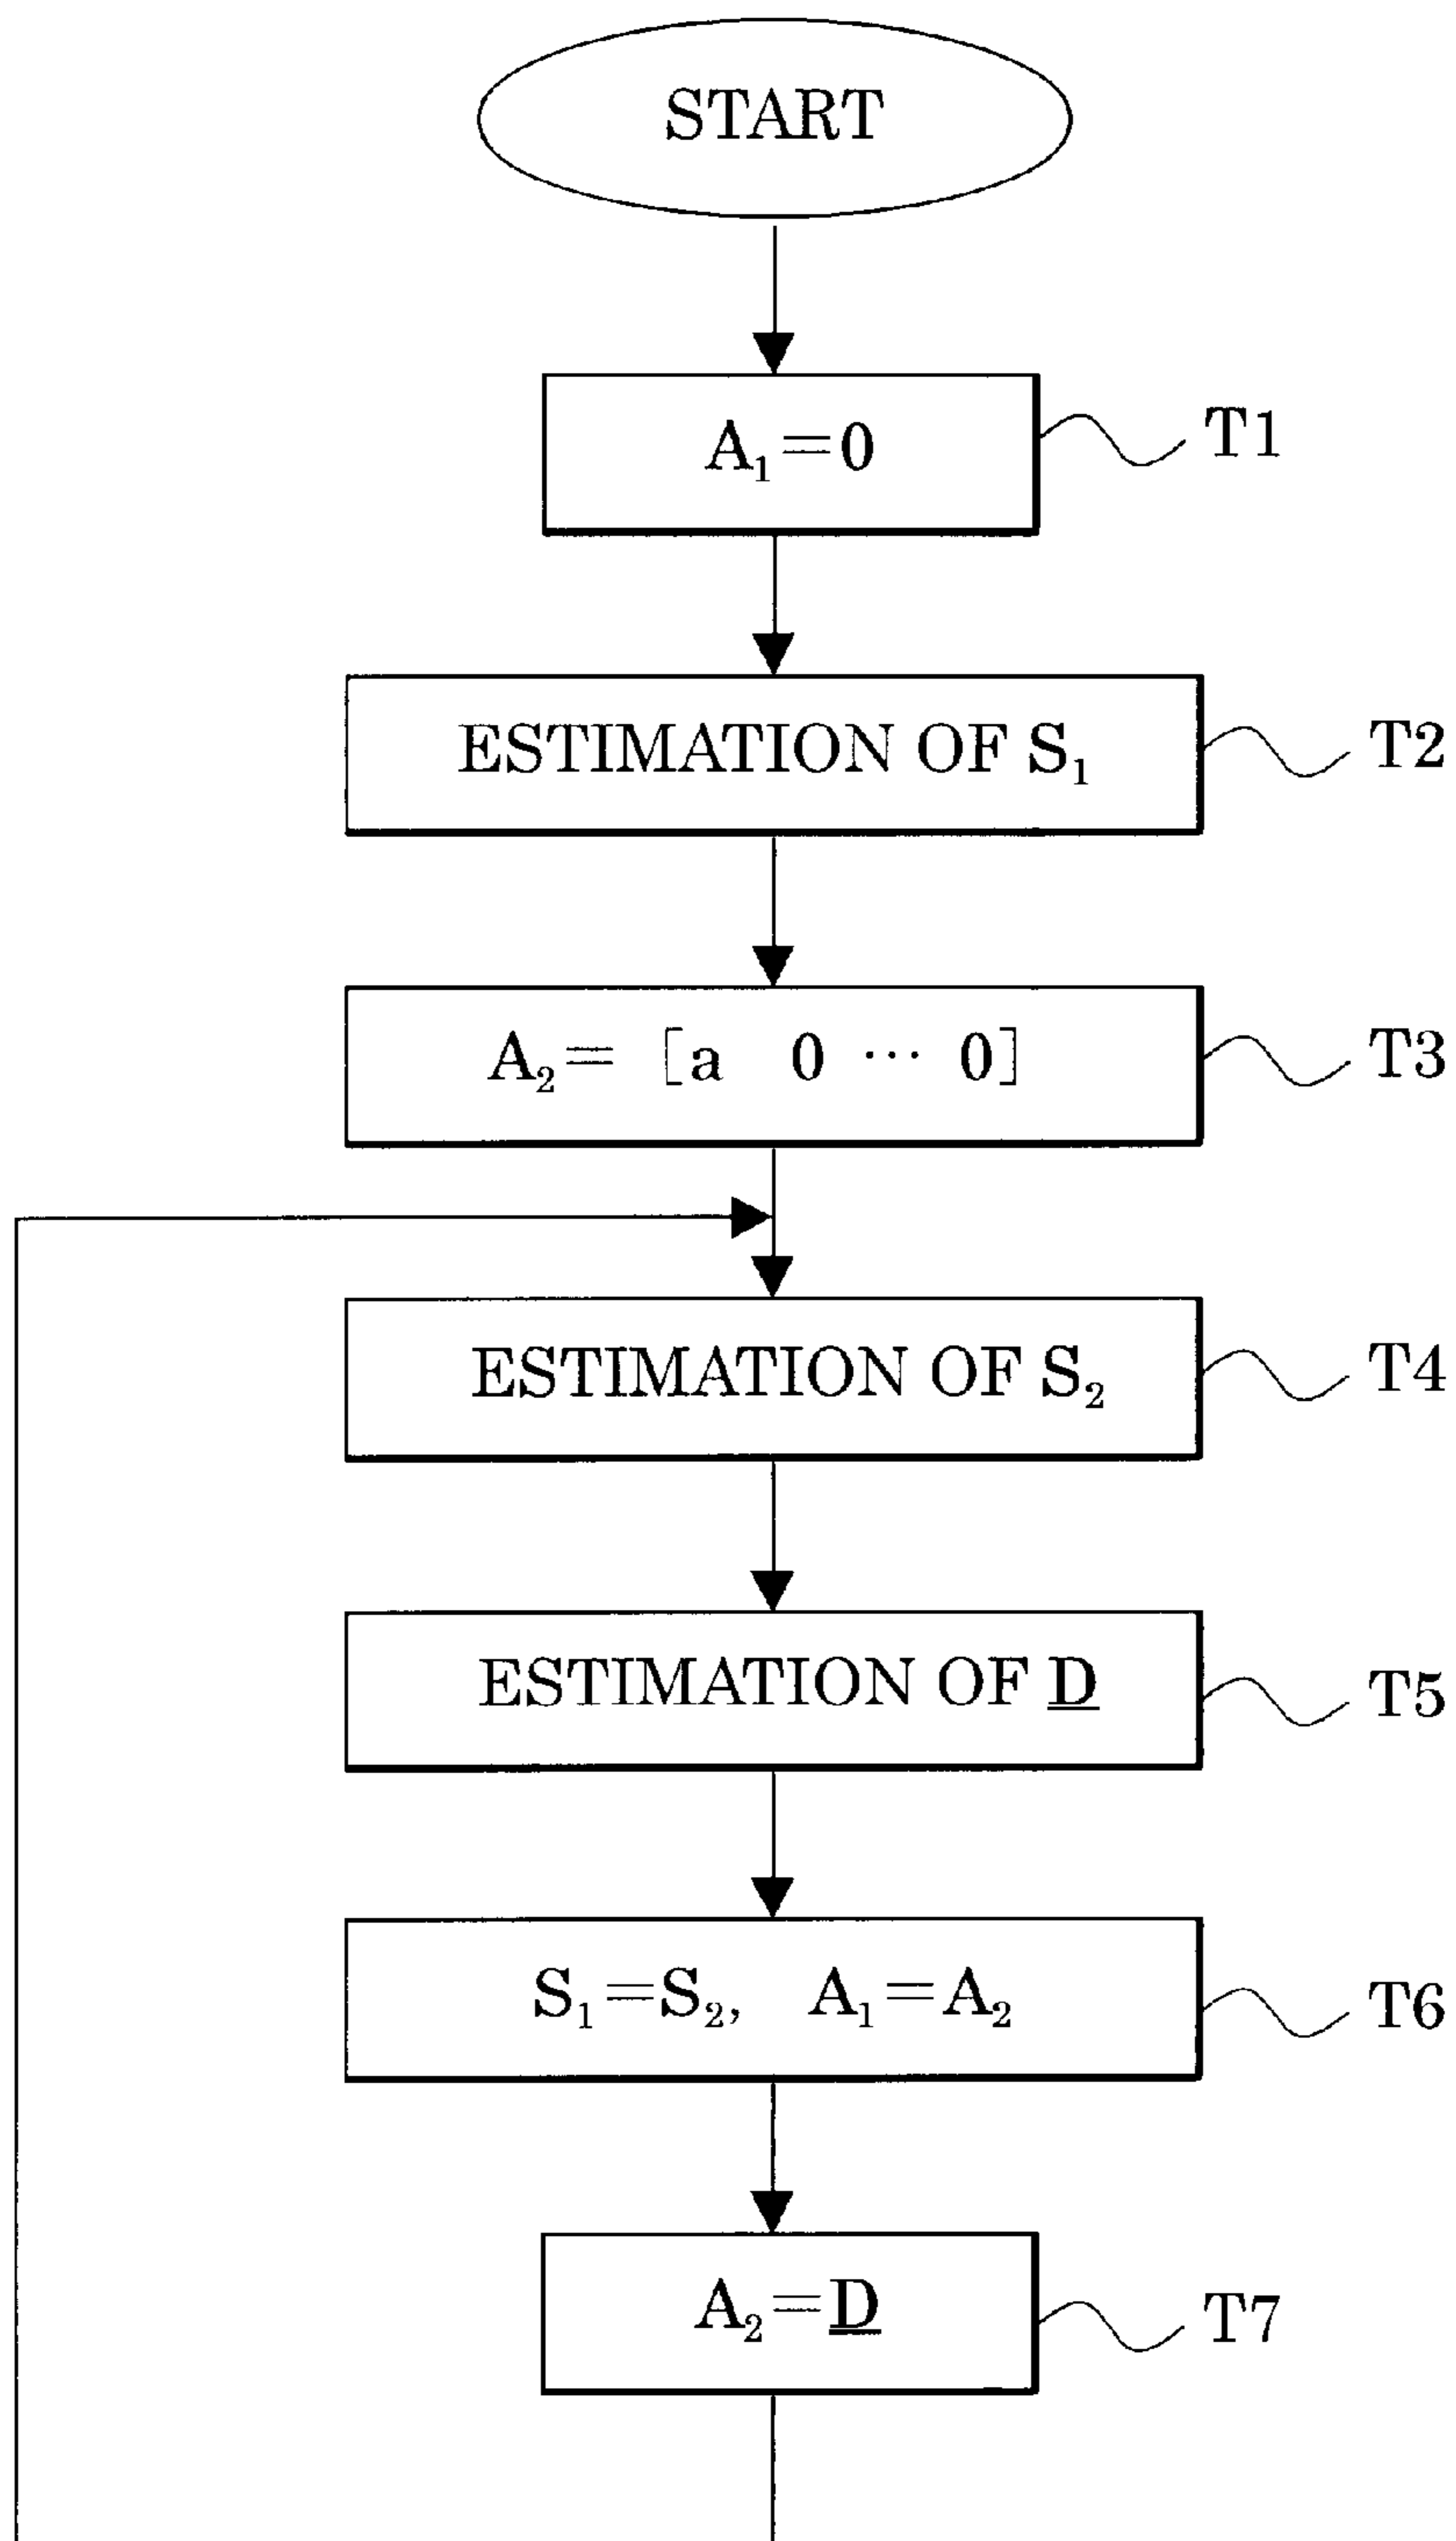 START
A₁=0 T1
ESTIMATION OF S₁ T2
A₂= [a 0 ⋯ 0] T3
ESTIMATION OF S₂ T4
ESTIMATION OF D T5
S₁=S₂, A₁=A₂ T6
A₂=D T7